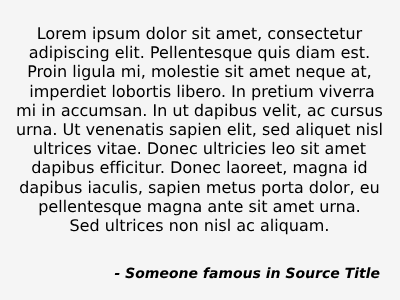 Lorem ipsum dolor sit amet, consectetur
adipiscing elit. Pellentesque quis diam est.
Proin ligula mi, molestie sit amet neque at,
imperdiet lobortis libero. In pretium viverra
mi in accumsan. In ut dapibus velit, ac cursus
urna. Ut venenatis sapien elit, sed aliquet nisl
ultrices vitae. Donec ultricies leo sit amet
dapibus efficitur. Donec laoreet, magna id
dapibus iaculis, sapien metus porta dolor, eu
pellentesque magna ante sit amet urna.
Sed ultrices non nisl ac aliquam.
- Someone famous in Source Title